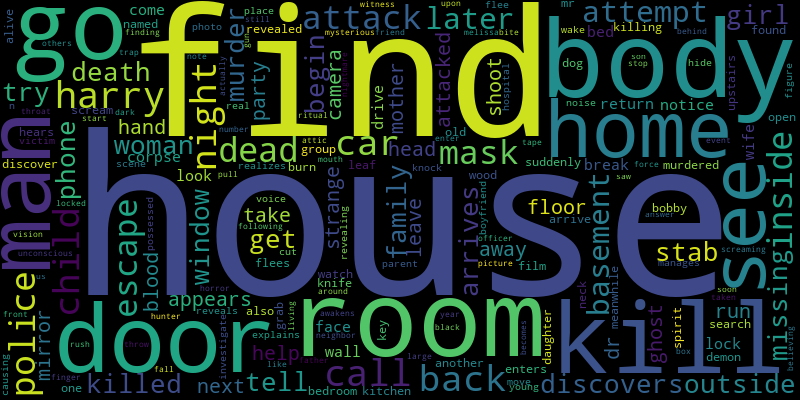 find
house
body
home
kill
room
door
go
man
see
harry
night
murder
party
begin
camera
attack
later
attempt
girl
death
try
phone
hand
woman
corpse
dead
car
mother
drive
head
mask
shoot
attacked
old
child
escape
blood
window
look
take
get
strange
family
leave
arrives
away
floor
basement
stab
missing
inside
police
mirror
appears
killed
next
tell
help
call
back
face
wall
knife
film
ghost
spirit
run
search
lock
demon
dr
meanwhile
discovers
outside
daughter
another
bedroom
kitchen
enters
move
young
key
black
year
bobby
answer
officer
boyfriend
picture
manages
arrive
break
murdered
suddenly
noise
return
notice
dog
bed
killing
wife
open
upstairs
found
figure
hide
behind
son
stop
wake
mr
flee
come
named
alive
finding
others
photo
revealed
note
trap
gun
still
mysterious
friend
witness
upon
melissa
bite
hospital
actually
real
number
ritual
attic
group
mouth
tape
enter
event
force
saw
wood
knock
leaf
burn
realizes
pull
scream
start
dark
scene
throat
victim
hears
discover
locked
vision
unconscious
us
possessed
voice
following
cut
flees
revealing
watch
around
parent
neck
screaming
soon
taken
box
becomes
large
like
neighbor
awakens
living
grab
also
explains
investigate
reveals
horror
hunter
throw
fall
rush
finger
one
causing
front
believing